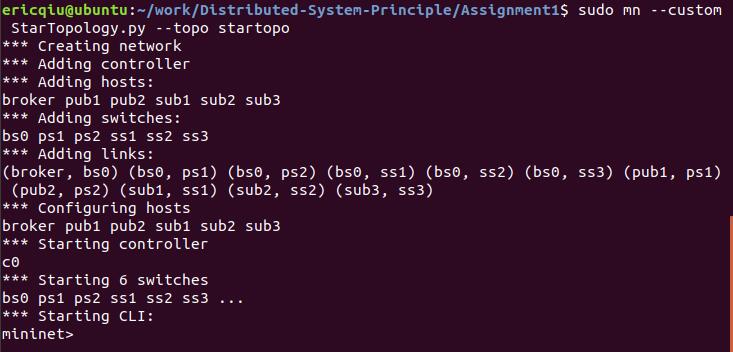 ericqiu@ubuntu:~/work/Distributed-System-Principle/Assignment1$ sudo mn --custom
 StarTopology.py --topo startopo
*** Creating network
*** Adding controller
*** Adding hosts:
broker pub1 pub2 sub1 sub2 sub3
*** Adding switches:
bs0 ps1 ps2 ss1 ss2 ss3
*** Adding links:
(broker, bs0) (bs0, ps1) (bs0, ps2) (bs0, ss1) (bs0, ss2) (bs0, ss3) (pub1, ps1)
 (pub2, ps2) (sub1, ss1) (sub2, ss2) (sub3, ss3)
*** Configuring hosts
broker pub1 pub2 sub1 sub2 sub3
*** Starting controller
c0
*** Starting 6 switches
bs0 ps1 ps2 ss1 ss2 ss3 ...
*** Starting CLI:
mininet>